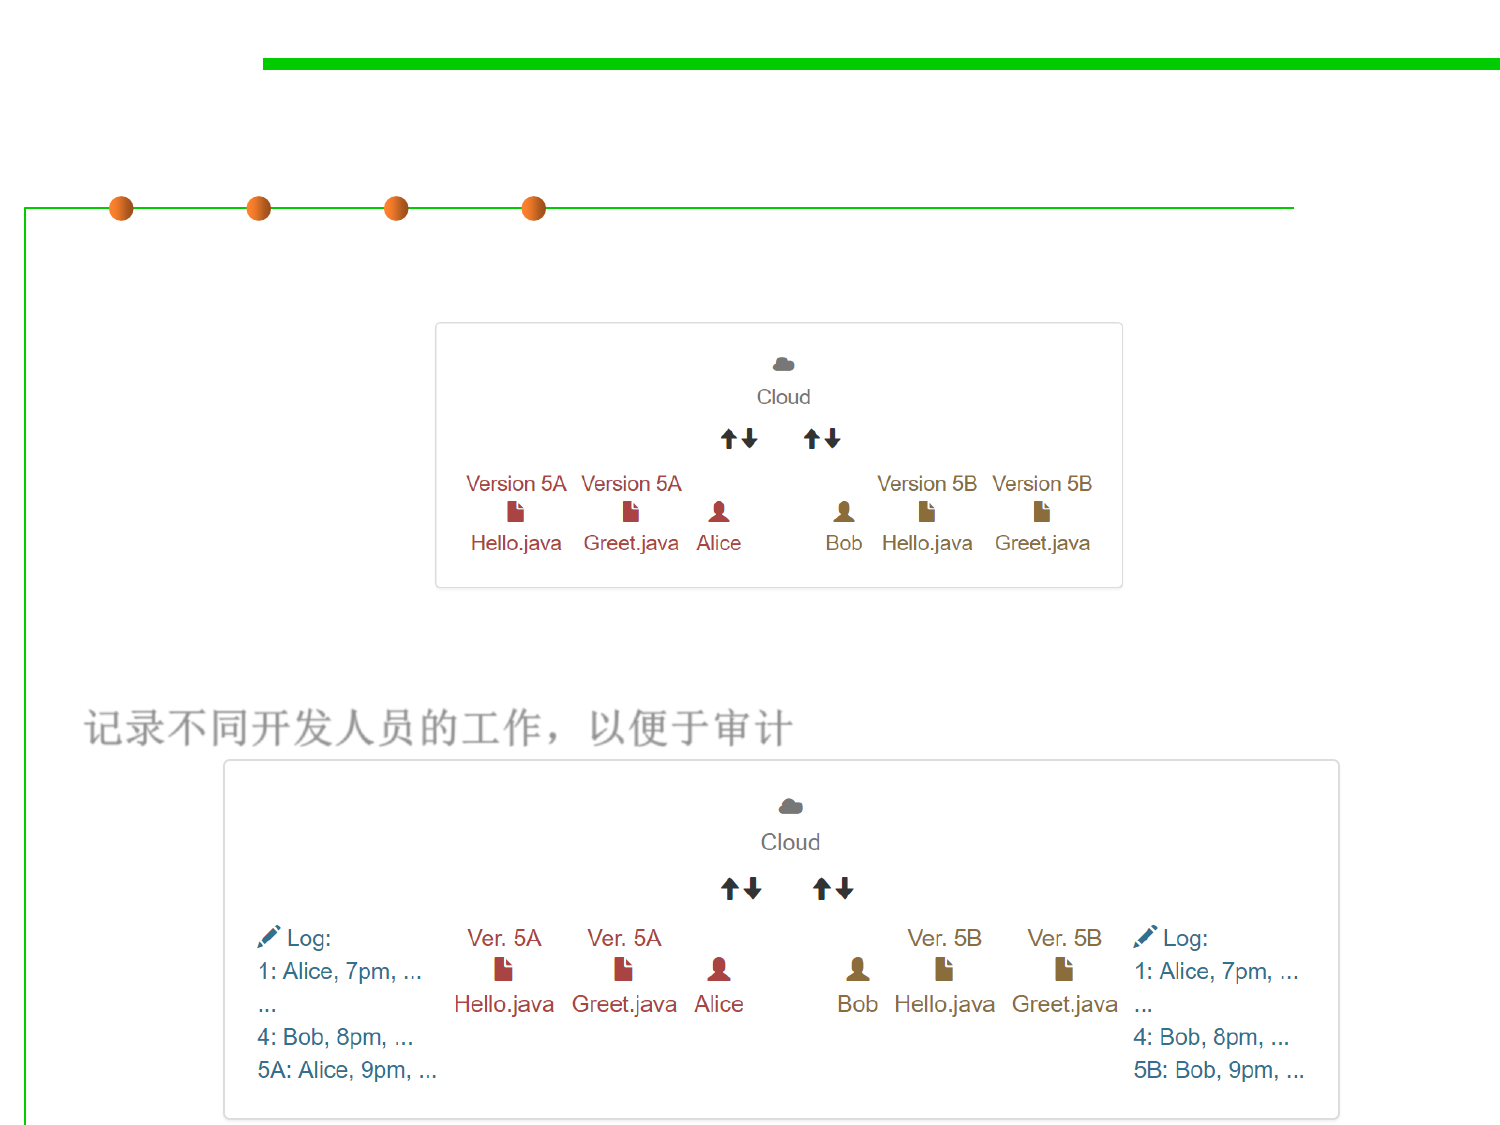 Cloud
Version 5A Version 5A Version 5B Version 5B
Hello.java Greet.java Alice Bob Hello.java Greet.java
记录不同开发人员的工作，以便于审计
Cloud
Log: Ver. 5A Ver. 5A Ver. 5B Ver. 5B Log:
1: Alice, 7pm, ... 1: Alice, 7pm, ...
... Hello.java Greet.java Alice Bob Hello.java Greet.java ...
4: Bob, 8pm, ... 4: Bob, 8pm, ...
5A: Alice, 9pm, ... 5B: Bob, 9pm, ...